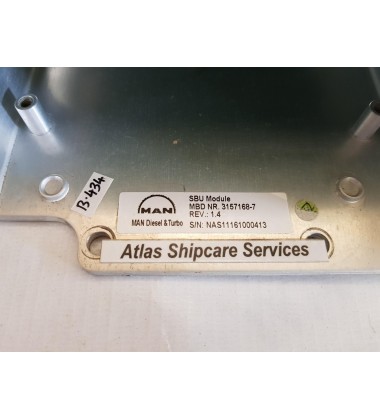 B-434
MAN
MAN Diesel & Turbo
SBU Module
MBD NR. 3157168-7
REV.: 1.4
S/N: NAS11161000413
Atlas Shipcare Services